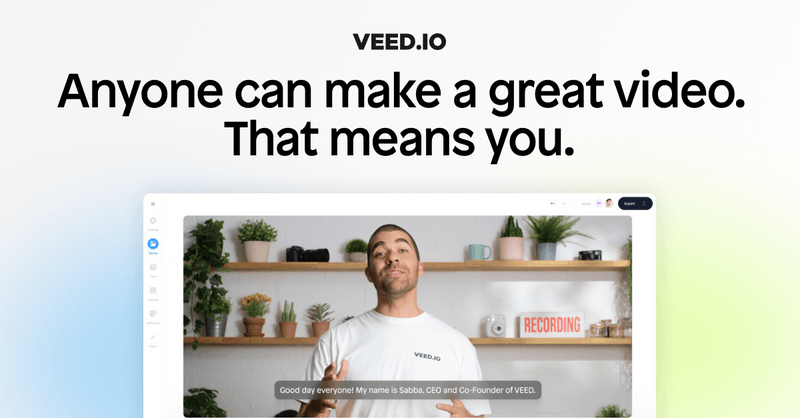 VEED.IO
Anyone can make a great video.
That means you.
Export
VEED.IO
RECORDING
Good day everyone! My name is Sabba, CEO and Co-Founder of VEED.